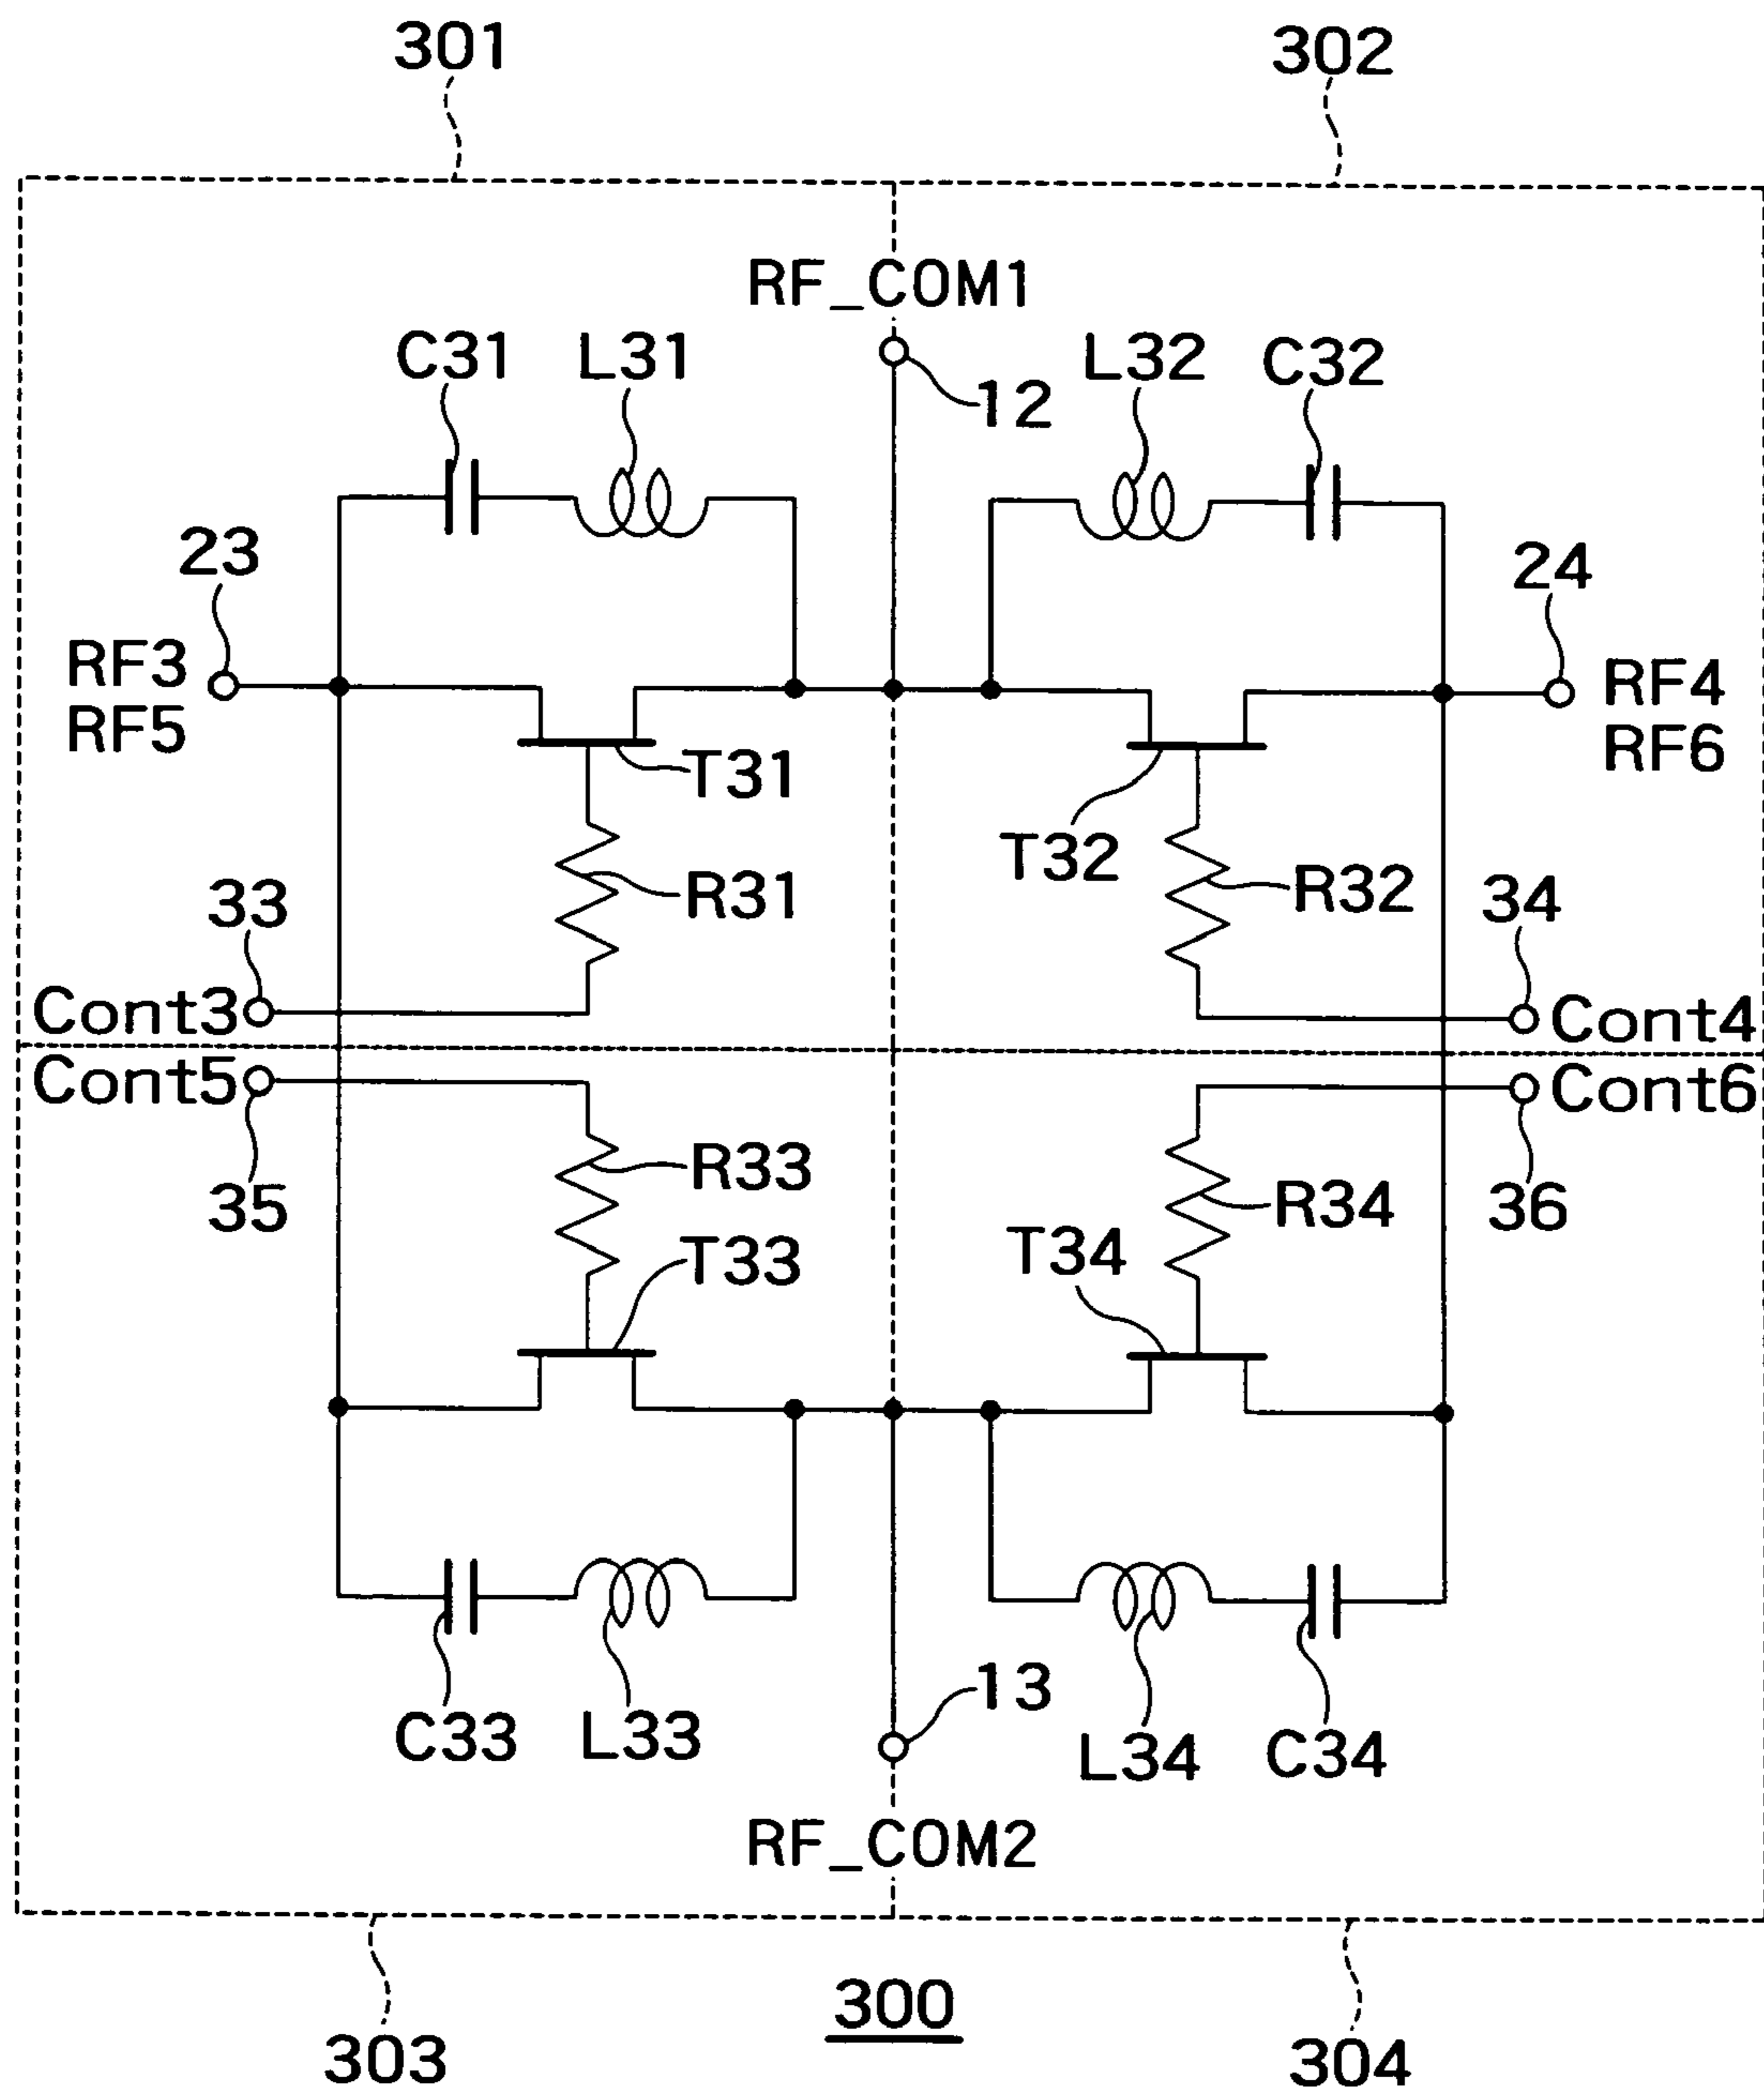 301
302
RF_COM1
C31
L31
12
L32
C32
23
24
RF3
RF5
RF4
RF6
T31
T32
R31
R32
33
34
Cont3
Cont4
Cont5
Cont6
35
36
R33
R34
T33
T34
13
C33
L33
L34
C34
RF_COM2
300
303
304